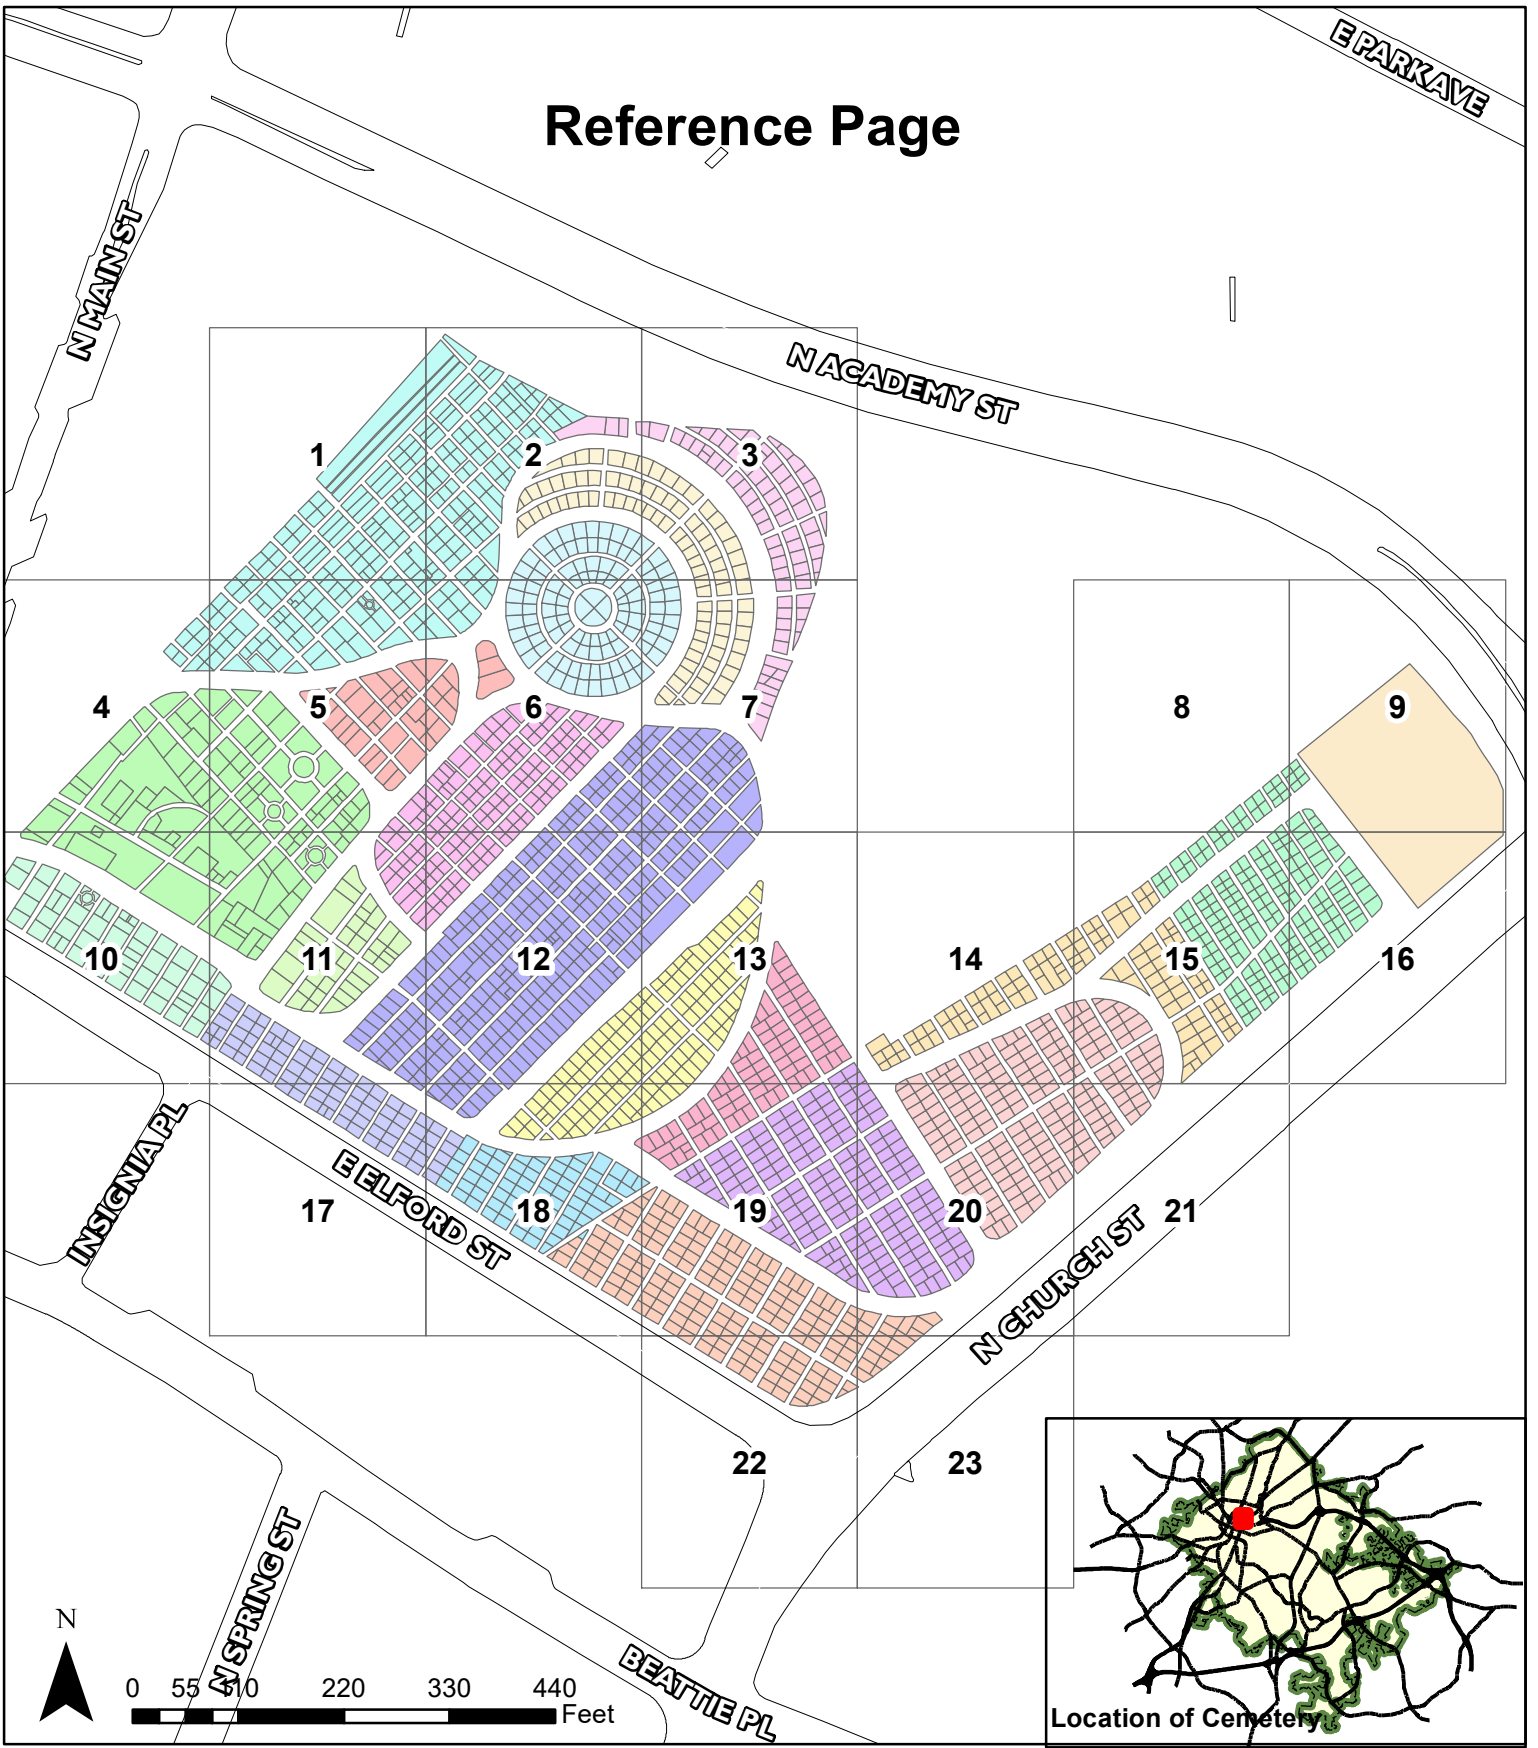 E PARK AVE
Reference Page
N MAIN ST
N ACADEMY ST
1
2
3
4
5
6
7
8
9
10
11
12
13
14
15
16
INSIGNIA PL
E ELFORD ST
17
18
19
20
21
N CHURCH ST
22
23
N SPRING ST
BEATTIE PL
N
0 55 110 220 330 440
Feet
Location of Cemetery